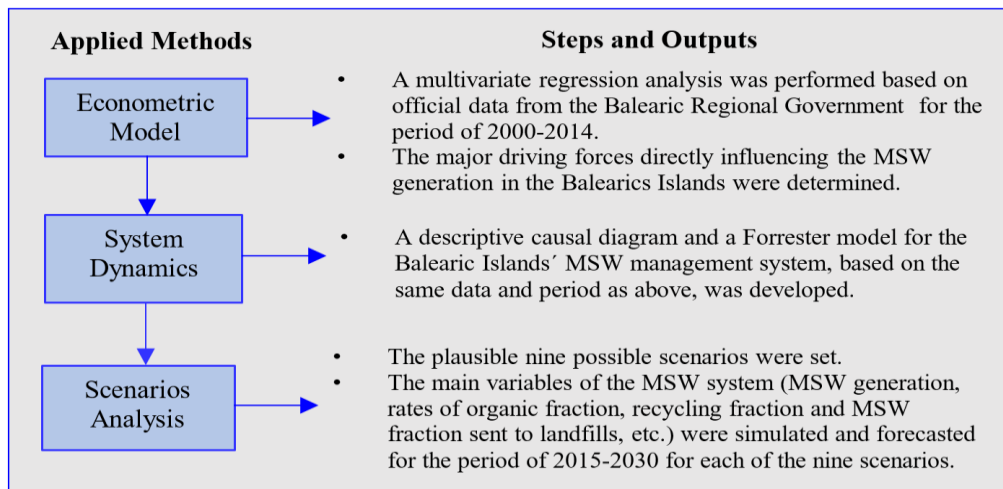 Applied Methods
Steps and Outputs
Econometric
Model
• A multivariate regression analysis was performed based on
official data from the Balearic Regional Government for the
period of 2000-2014.
• The major driving forces directly influencing the MSW
generation in the Balearics Islands were determined.
System
Dynamics
• A descriptive causal diagram and a Forrester model for the
Balearic Islands´ MSW management system, based on the
same data and period as above, was developed.
Scenarios
Analysis
• The plausible nine possible scenarios were set.
• The main variables of the MSW system (MSW generation,
rates of organic fraction, recycling fraction and MSW
fraction sent to landfills, etc.) were simulated and forecasted
for the period of 2015-2030 for each of the nine scenarios.